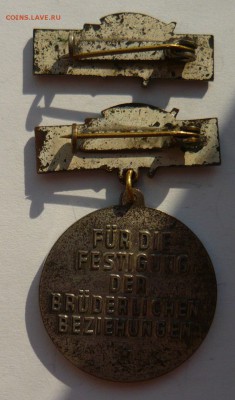 COINS.LAVE.RU
FÜR DIE
FESTIGUNG
DER
BRÜDERLICHEN
BEZIEHUNGEN